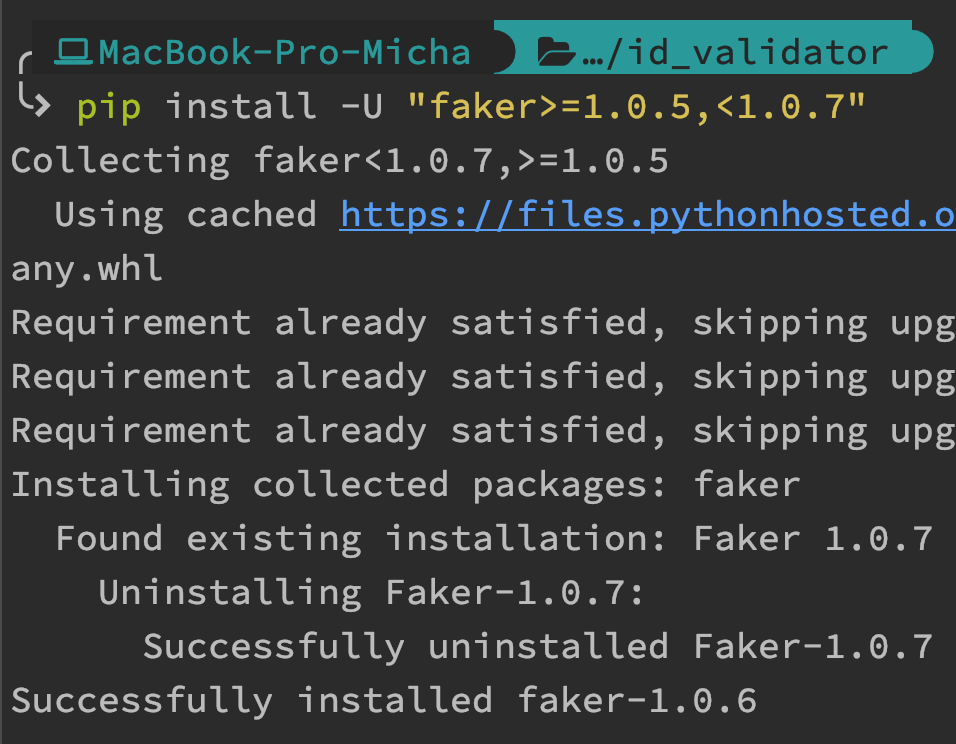 MacBook-Pro-Micha …/id_validator
pip install -U "faker>=1.0.5,<1.0.7"
Collecting faker<1.0.7,>=1.0.5
Using cached https://files.pythonhosted.o
any.whl
Requirement already satisfied, skipping upg
Requirement already satisfied, skipping upg
Requirement already satisfied, skipping upg
Installing collected packages: faker
Found existing installation: Faker 1.0.7
Uninstalling Faker-1.0.7:
Successfully uninstalled Faker-1.0.7
Successfully installed faker-1.0.6